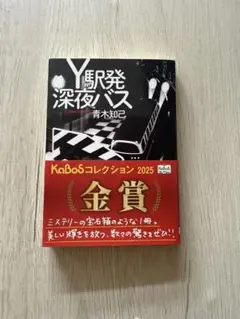 Y駅発
深夜バス
青木知己
KaBoSコレクション 2025
金賞
ミステリーの宝石箱のような1冊。
美しい輝きを放つ、数々の驚きをぜひ!!